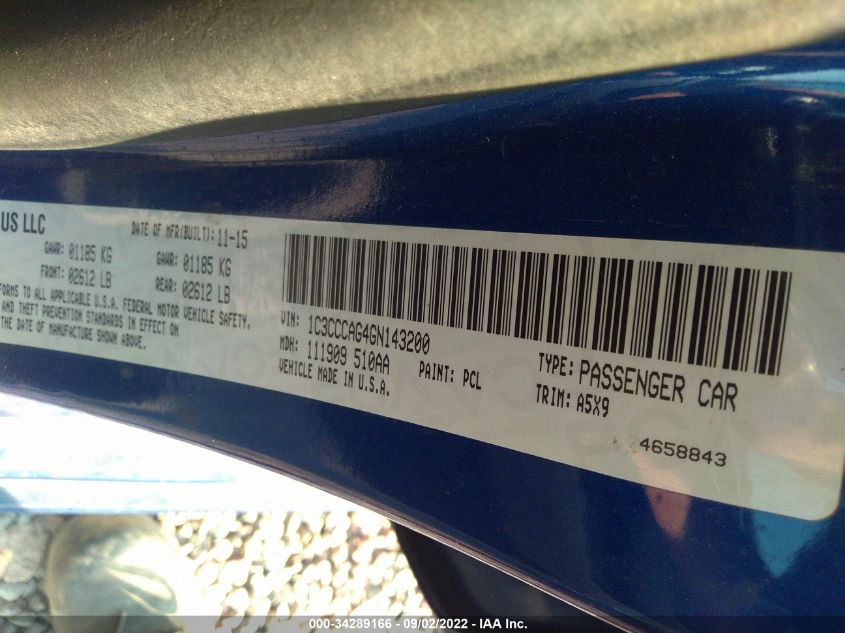 US LLC
DATE OF MFR(BUILT): 11-15
GAWR: 01185 KG
GAWR: 01185 KG
FRONT: 02612 LB
REAR: 02612 LB
FORMS TO ALL APPLICABLE U.S.A. FEDERAL MOTOR VEHICLE SAFETY,
AND THEFT PREVENTION STANDARDS IN EFFECT ON
THE DATE OF MANUFACTURE SHOWN ABOVE.
VIN: 1C3CCCAG4GN143200
MDH: 111909 510AA
PAINT: PCL
VEHICLE MADE IN U.S.A.
TYPE: PASSENGER CAR
TRIM: A5X9
4658843
000-34289166 - 09/02/2022 - IAA Inc.